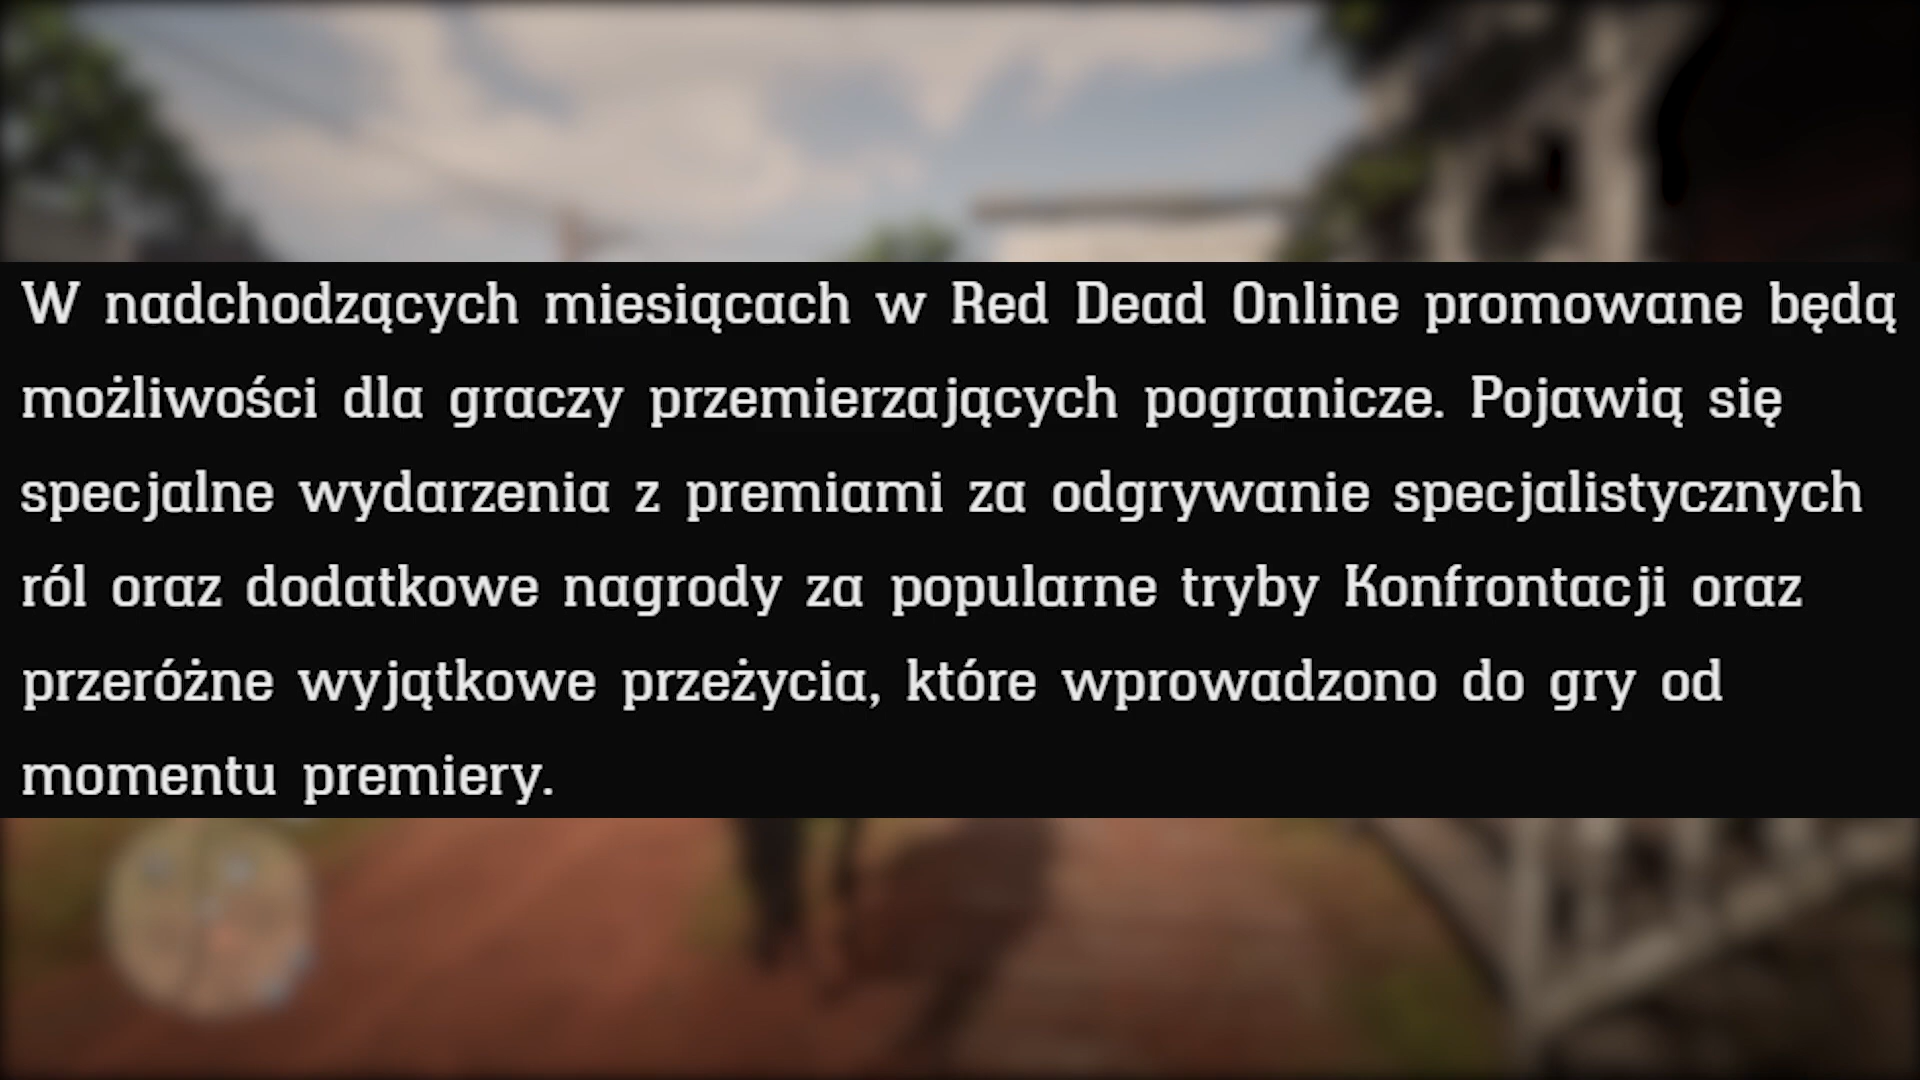 W nadchodzących miesiącach w Red Dead Online promowane będą
możliwości dla graczy przemierzających pogranicze. Pojawią się
specjalne wydarzenia z premiami za odgrywanie specjalistycznych
ról oraz dodatkowe nagrody za popularne tryby Konfrontacji oraz
przeróżne wyjątkowe przeżycia, które wprowadzono do gry od
momentu premiery.